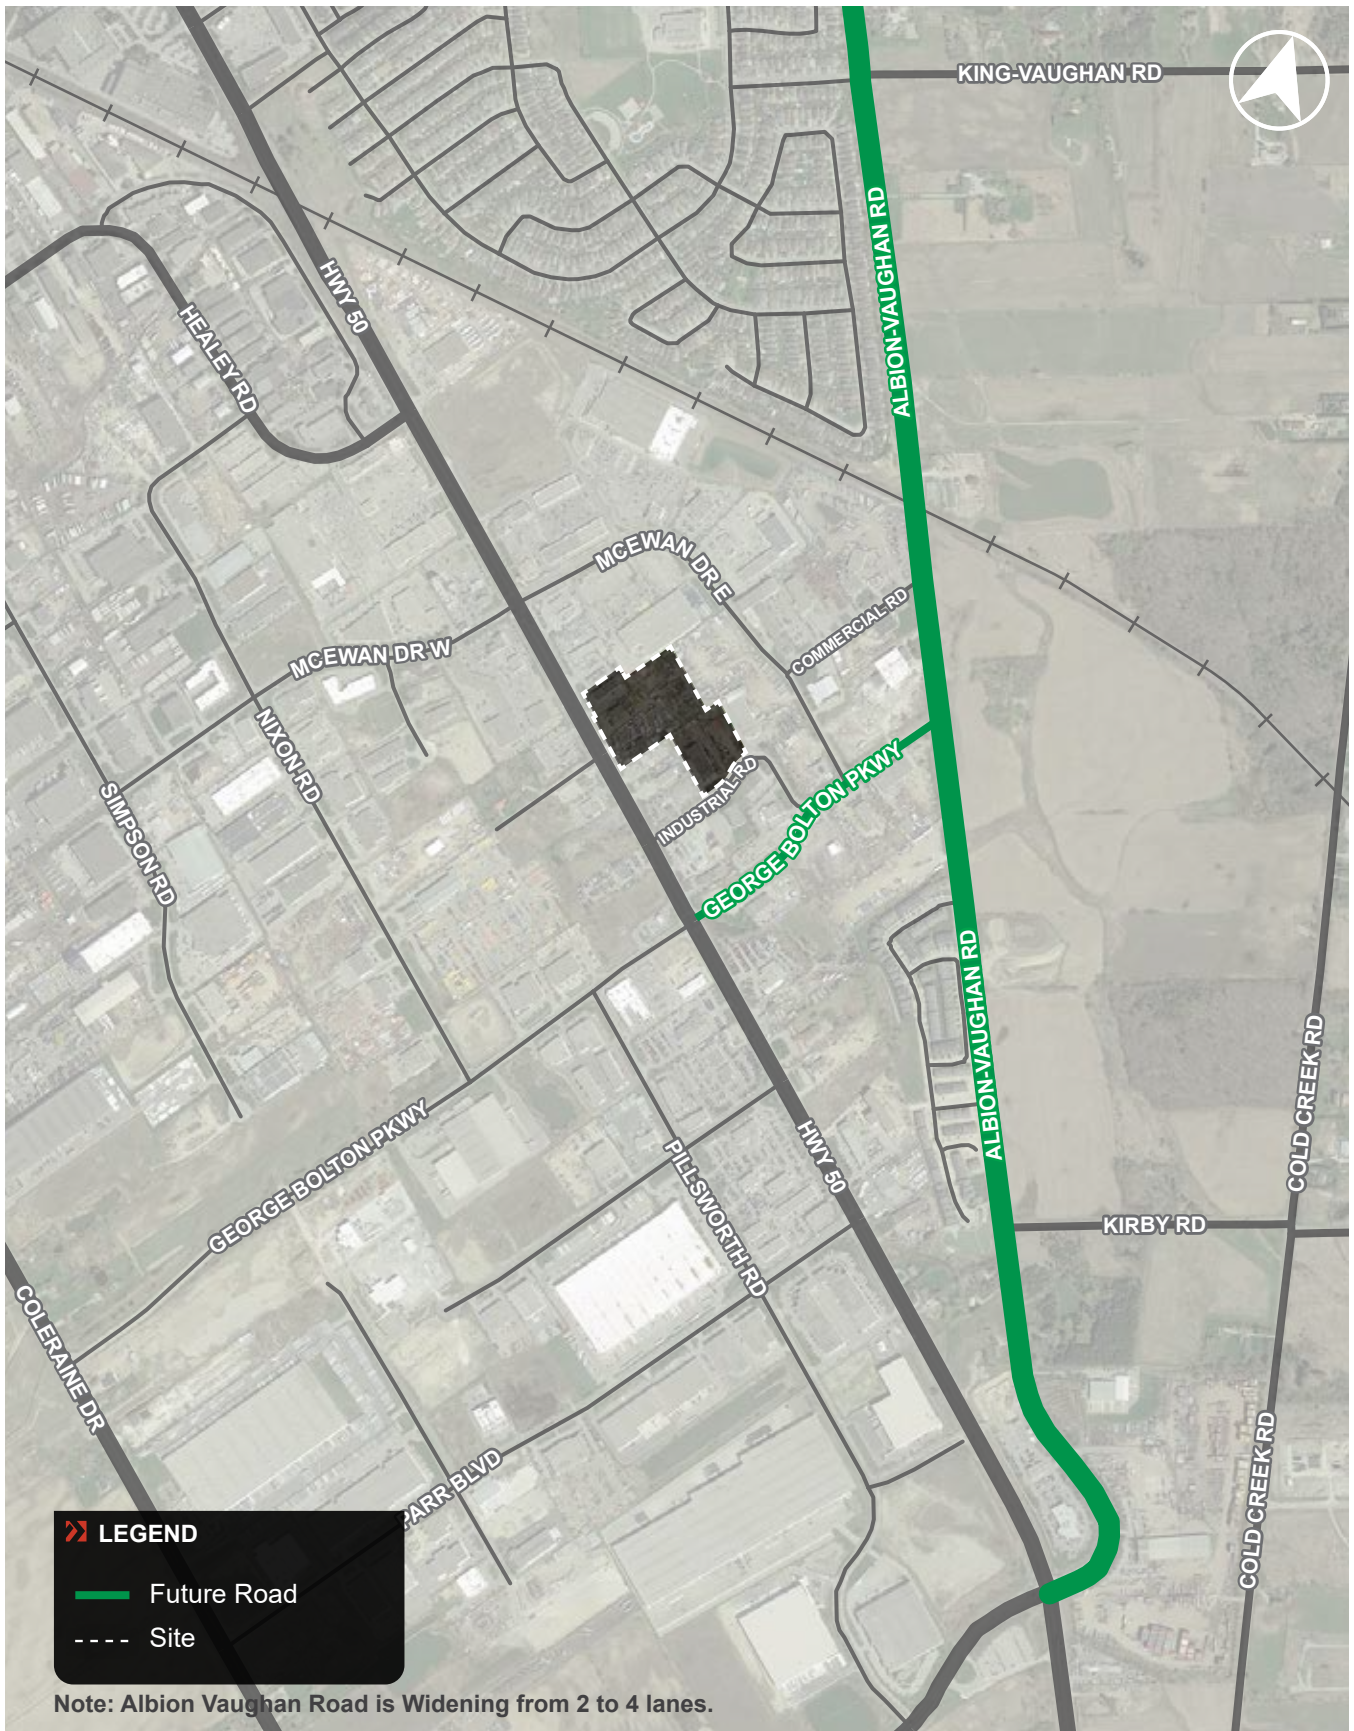 KING-VAUGHAN RD
ALBION-VAUGHAN RD
HWY 50
HEALEY RD
MCEWAN DR E
COMMERCIAL RD
MCEWAN DR W
NIXON RD
INDUSTRIAL RD
GEORGE BOLTON PKWY
SIMPSON RD
ALBION-VAUGHAN RD
COLD CREEK RD
GEORGE BOLTON PKWY
HWY 50
PILLSWORTH RD
KIRBY RD
COLERAINE DR
PARR BLVD
COLD CREEK RD
LEGEND
Future Road
Site
Note: Albion Vaughan Road is Widening from 2 to 4 lanes.